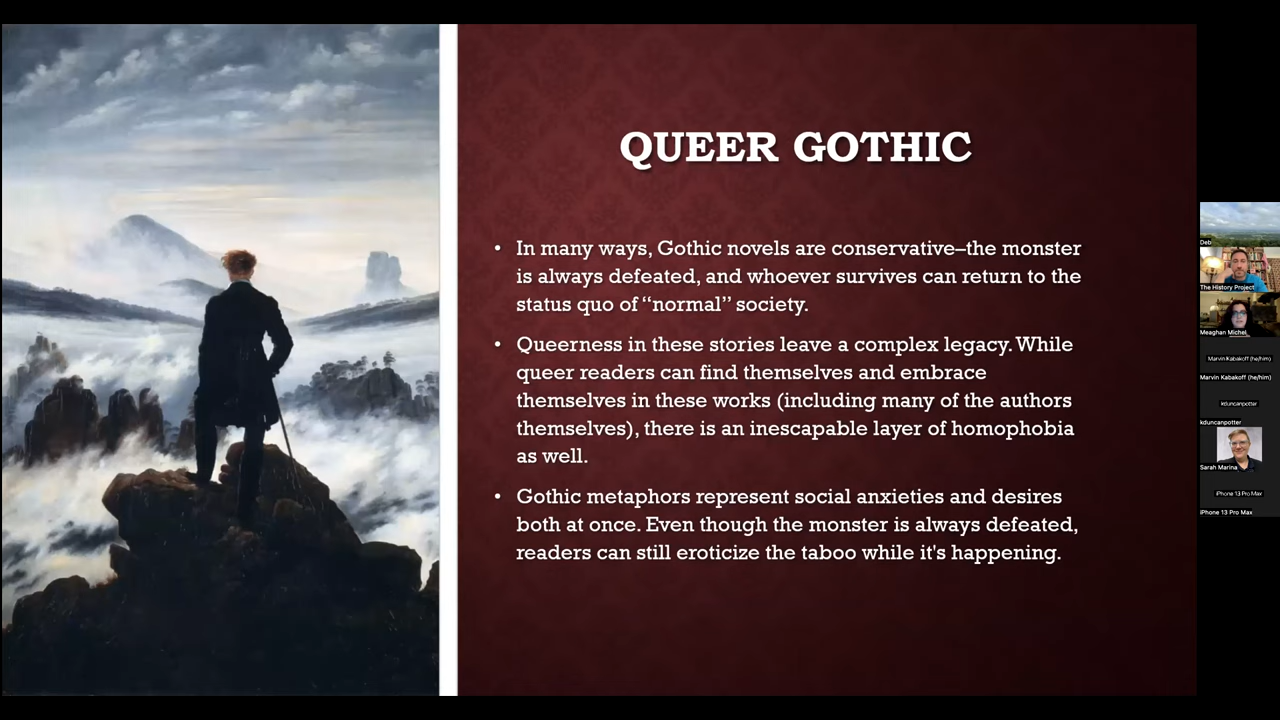 QUEER GOTHIC
• In many ways, Gothic novels are conservative–the monster
is always defeated, and whoever survives can return to the
status quo of “normal” society.
• Queerness in these stories leave a complex legacy. While
queer readers can find themselves and embrace
themselves in these works (including many of the authors
themselves), there is an inescapable layer of homophobia
as well.
• Gothic metaphors represent social anxieties and desires
both at once. Even though the monster is always defeated,
readers can still eroticize the taboo while it's happening.
Deb
The History Project
Meaghan Michel
Marvin Kabakoff (he/him)
Marvin Kabakoff (he/him)
kduncanpotter
kduncanpotter
Sarah Marina
iPhone 13 Pro Max
iPhone 13 Pro Max